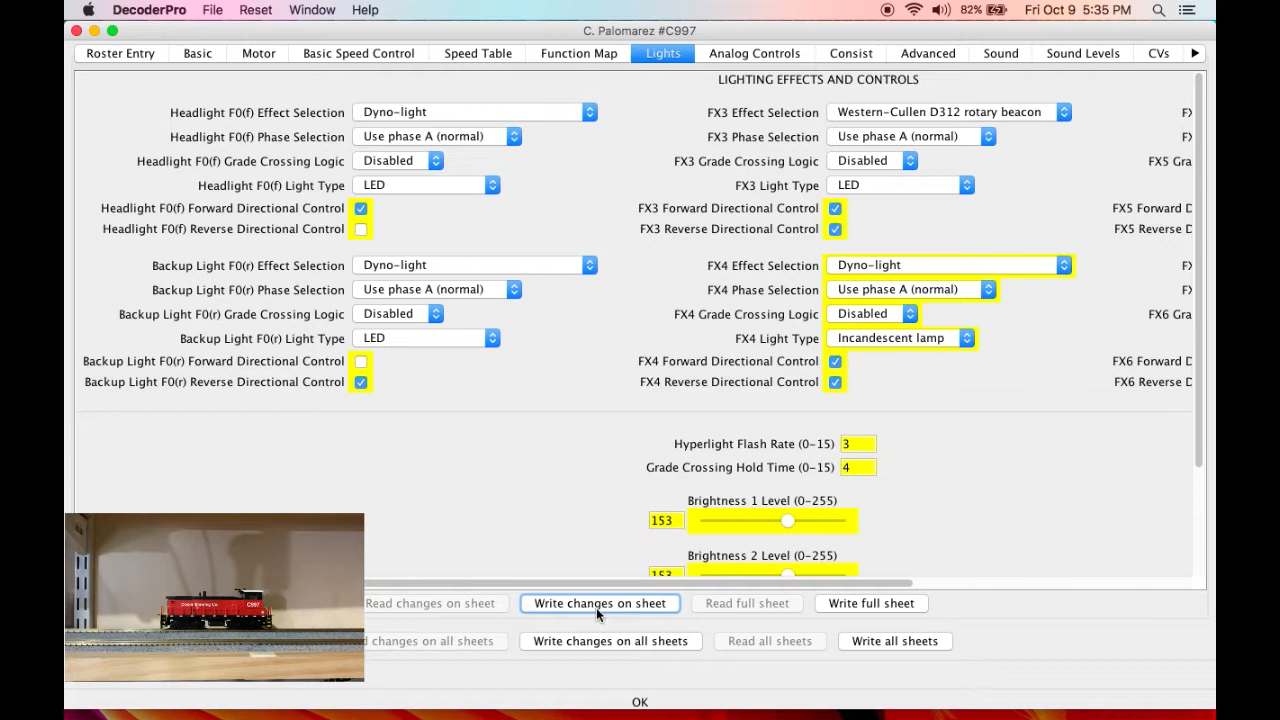 DecoderPro File Reset Window Help 82% Fri Oct 9 5:35 PM
C. Palomarez #C997
Roster Entry Basic Motor Basic Speed Control Speed Table Function Map Lights Analog Controls Consist Advanced Sound Sound Levels CVs
LIGHTING EFFECTS AND CONTROLS
Headlight F0(f) Effect Selection Dyno-light FX3 Effect Selection Western-Cullen D312 rotary beacon F)
Headlight F0(f) Phase Selection Use phase A (normal) FX3 Phase Selection Use phase A (normal) F)
Headlight F0(f) Grade Crossing Logic Disabled FX3 Grade Crossing Logic Disabled FX5 Gra
Headlight F0(f) Light Type LED FX3 Light Type LED
Headlight F0(f) Forward Directional Control FX3 Forward Directional Control FX5 Forward D
Headlight F0(f) Reverse Directional Control FX3 Reverse Directional Control FX5 Reverse D
Backup Light F0(r) Effect Selection Dyno-light FX4 Effect Selection Dyno-light F)
Backup Light F0(r) Phase Selection Use phase A (normal) FX4 Phase Selection Use phase A (normal) F)
Backup Light F0(r) Grade Crossing Logic Disabled FX4 Grade Crossing Logic Disabled FX6 Gra
Backup Light F0(r) Light Type LED FX4 Light Type Incandescent lamp
Backup Light F0(r) Forward Directional Control FX4 Forward Directional Control FX6 Forward D
Backup Light F0(r) Reverse Directional Control FX4 Reverse Directional Control FX6 Reverse D
Hyperlight Flash Rate (0-15) 3
Grade Crossing Hold Time (0-15) 4
Brightness 1 Level (0-255)
153
Brightness 2 Level (0-255)
153
Coors Brewing Co. C997
Read changes on sheet Write changes on sheet Read full sheet Write full sheet
d changes on all sheets Write changes on all sheets Read all sheets Write all sheets
OK